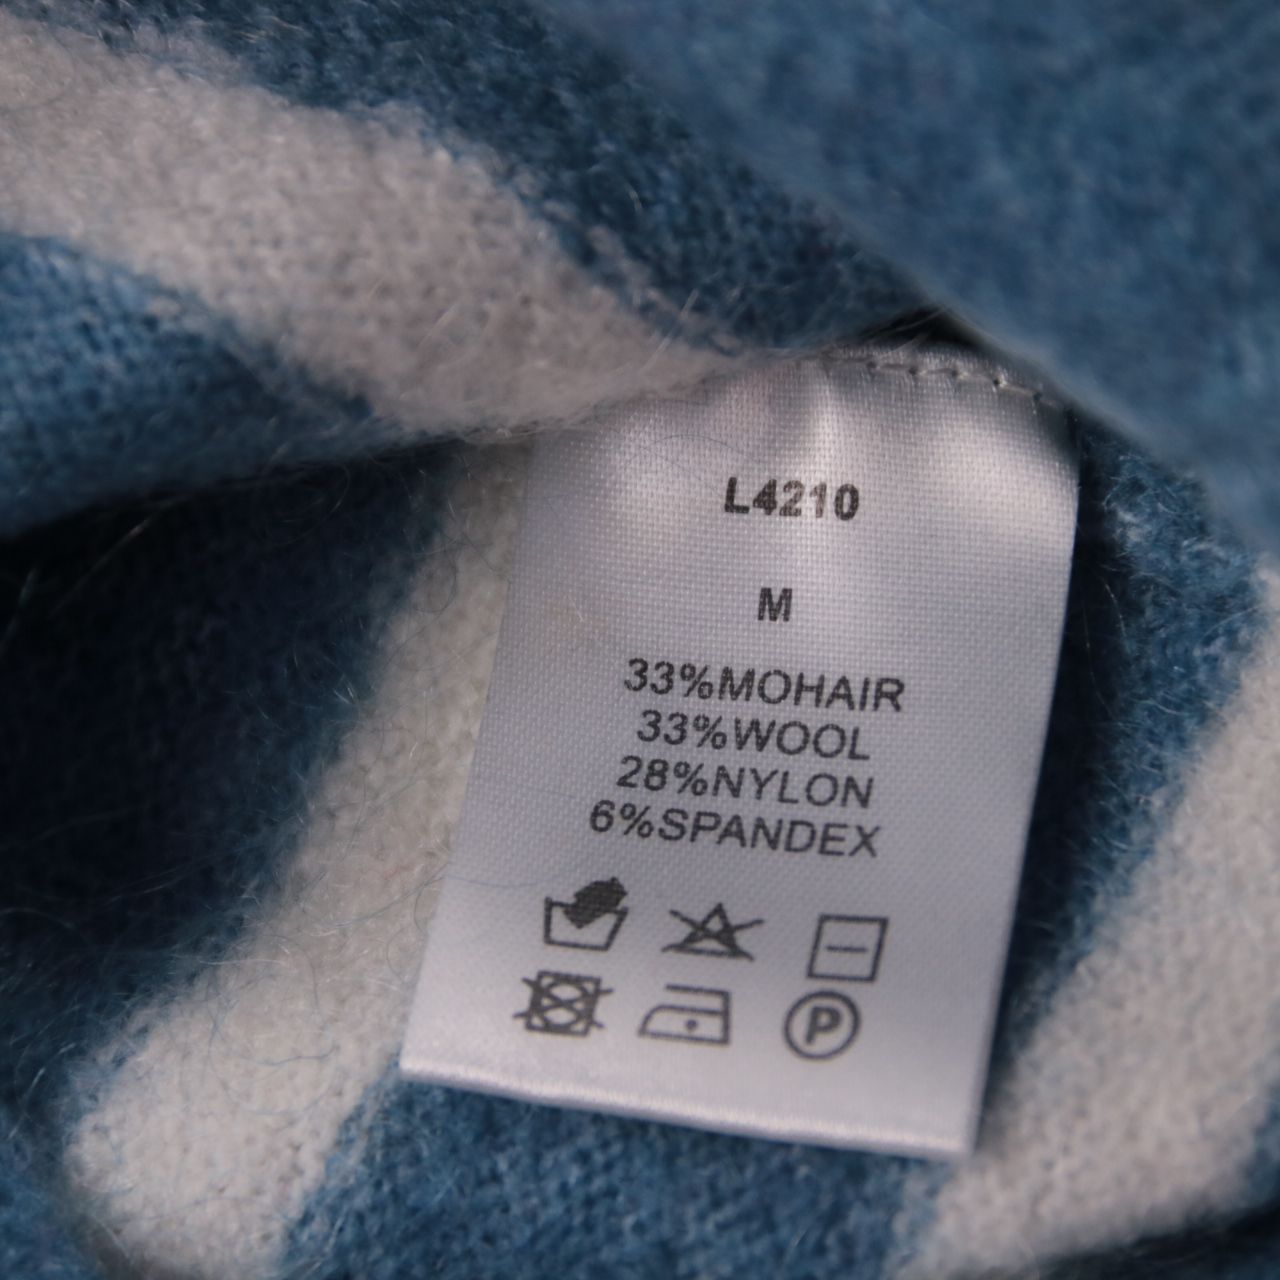 L4210
M
33%MOHAIR
33%WOOL
28%NYLON
6%SPANDEX
P